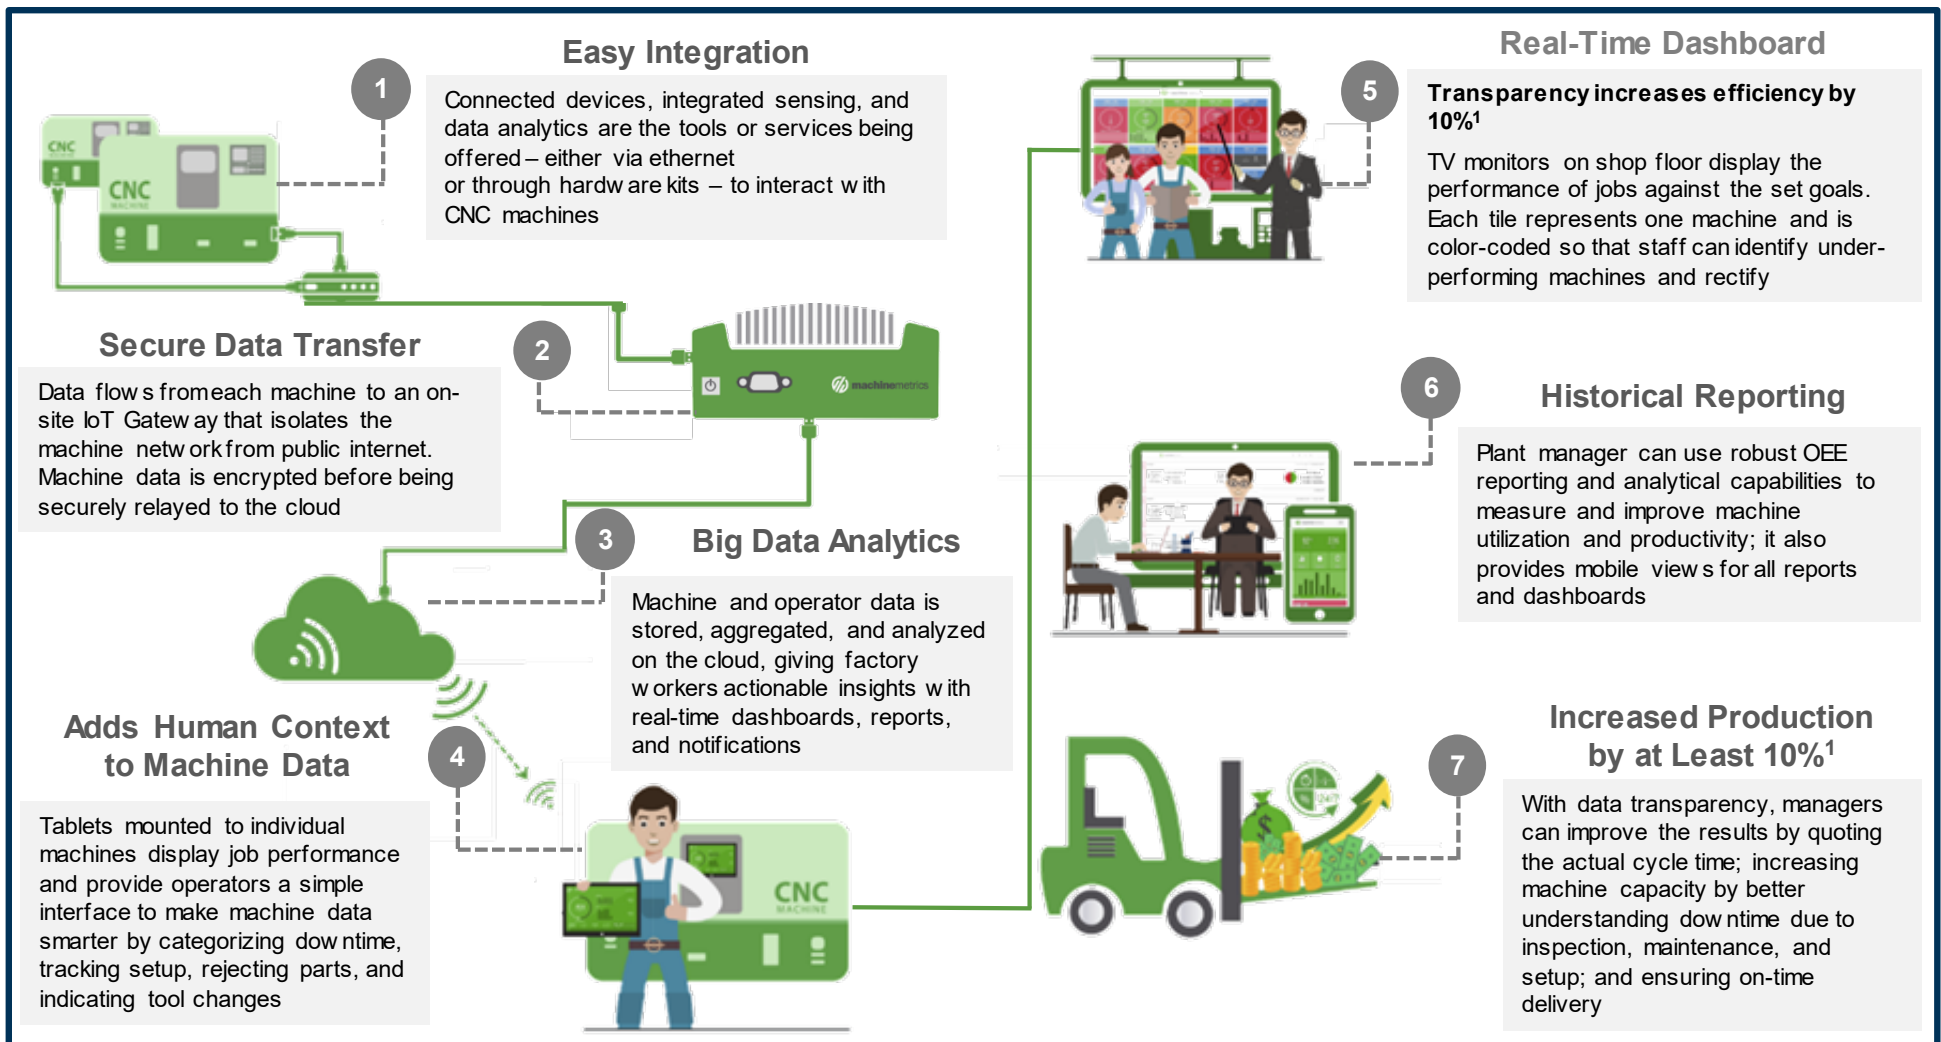 Easy Integration
1
Connected devices, integrated sensing, and
data analytics are the tools or services being
offered – either via ethernet
or through hardware kits – to interact with
CNC machines
CNC
CNC
MACHINE
Secure Data Transfer
2
Data flows from each machine to an on-
site IoT Gateway that isolates the
machine network from public internet.
Machine data is encrypted before being
securely relayed to the cloud
machinemetrics
3
Big Data Analytics
Machine and operator data is
stored, aggregated, and analyzed
on the cloud, giving factory
workers actionable insights with
real-time dashboards, reports,
and notifications
Adds Human Context
to Machine Data
4
Tablets mounted to individual
machines display job performance
and provide operators a simple
interface to make machine data
smarter by categorizing downtime,
tracking setup, rejecting parts, and
indicating tool changes
CNC
MACHINE
Real-Time Dashboard
5
Transparency increases efficiency by
10%¹
TV monitors on shop floor display the
performance of jobs against the set goals.
Each tile represents one machine and is
color-coded so that staff can identify under-
performing machines and rectify
6
Historical Reporting
Plant manager can use robust OEE
reporting and analytical capabilities to
measure and improve machine
utilization and productivity; it also
provides mobile views for all reports
and dashboards
Increased Production
by at Least 10%¹
7
With data transparency, managers
can improve the results by quoting
the actual cycle time; increasing
machine capacity by better
understanding downtime due to
inspection, maintenance, and
setup; and ensuring on-time
delivery
$